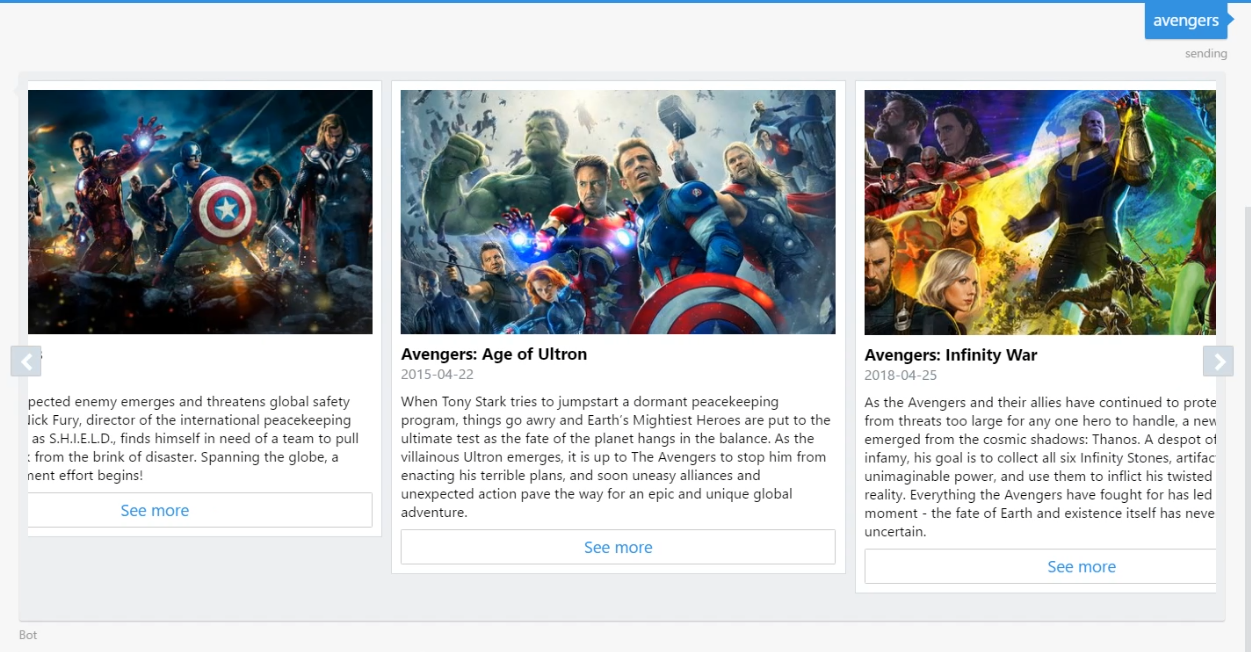 avengers
sending
pected enemy emerges and threatens global safety
Nick Fury, director of the international peacekeeping
as S.H.I.E.L.D., finds himself in need of a team to pull
from the brink of disaster. Spanning the globe, a
ment effort begins!
See more
Avengers: Age of Ultron
2015-04-22
When Tony Stark tries to jumpstart a dormant peacekeeping
program, things go awry and Earth's Mightiest Heroes are put to the
ultimate test as the fate of the planet hangs in the balance. As the
villainous Ultron emerges, it is up to The Avengers to stop him from
enacting his terrible plans, and soon uneasy alliances and
unexpected action pave the way for an epic and unique global
adventure.
See more
Avengers: Infinity War
2018-04-25
As the Avengers and their allies have continued to prote
from threats too large for any one hero to handle, a new
emerged from the cosmic shadows: Thanos. A despot of
infamy, his goal is to collect all six Infinity Stones, artifac
unimaginable power, and use them to inflict his twisted
reality. Everything the Avengers have fought for has led
moment - the fate of Earth and existence itself has neve
uncertain.
See more
Bot